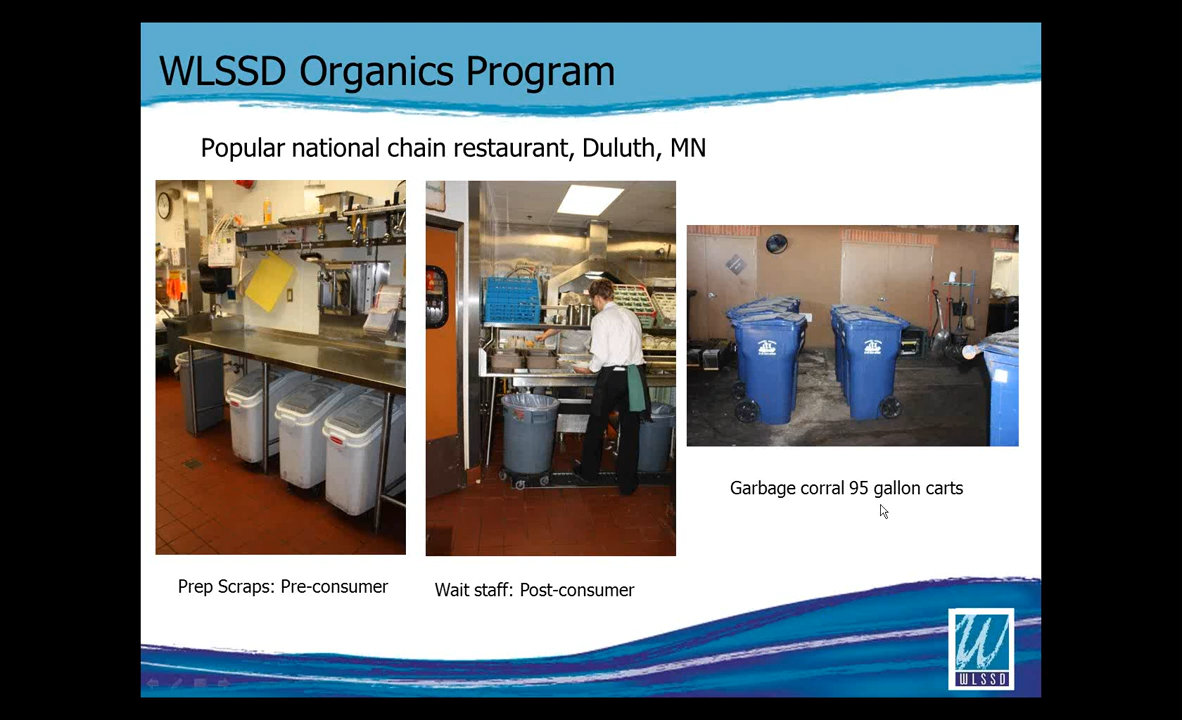 WLSSD Organics Program
Popular national chain restaurant, Duluth, MN
Garbage corral 95 gallon carts
Prep Scraps: Pre-consumer
Wait staff: Post-consumer
W
WLSSD